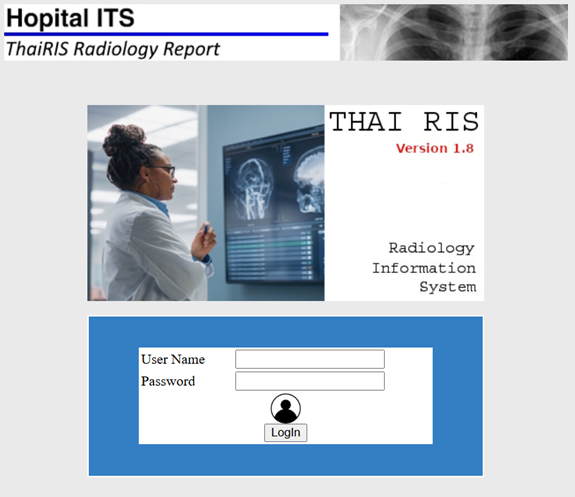 Hopital ITS
ThaiRIS Radiology Report
THAI RIS
Version 1.8
Radiology
Information
System
User Name
Password
LogIn